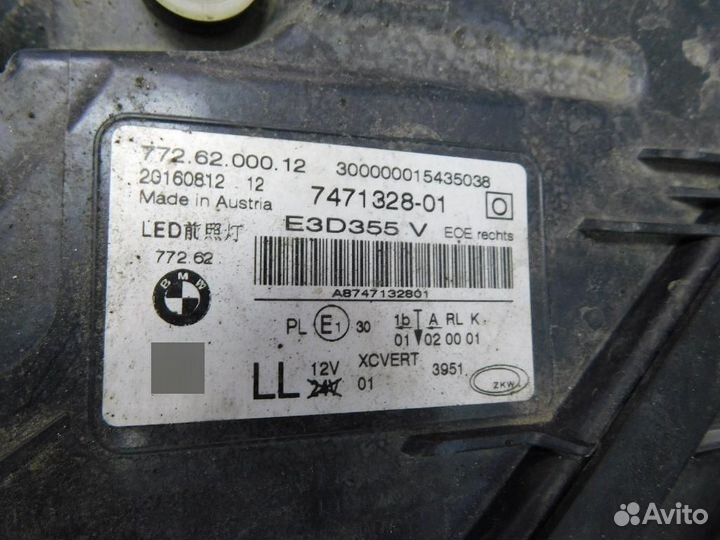 772.62.000.12 300000015435038
20160812 12 7471328-01
Made in Austria E3D355 V ECE rechts
LED前照灯
772.62
A8747132801
BMW
PL E1 30 1b A RL K
01 02 00 01
LL 12V XCVERT 3951
24V 01
ZKW
Avito